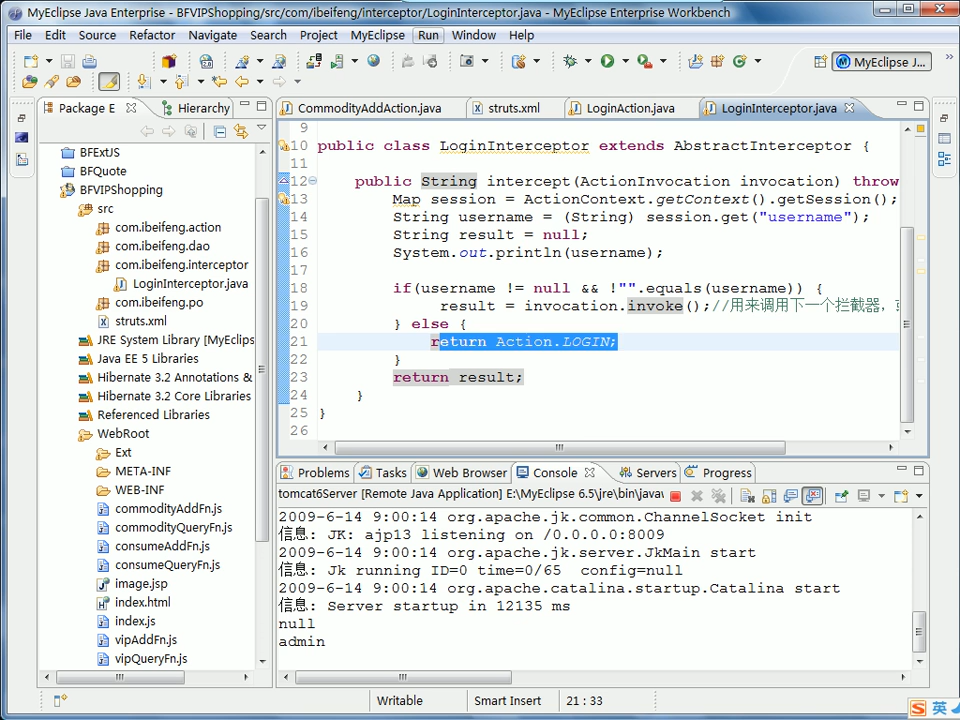 MyEclipse Java Enterprise - BFVIPShopping/src/com/ibeifeng/interceptor/LoginInterceptor.java - MyEclipse Enterprise Workbench
File Edit Source Refactor Navigate Search Project MyEclipse Run Window Help
MyEclipse J...
Package E
Hierarchy
CommodityAddAction.java
struts.xml
LoginAction.java
LoginInterceptor.java
BFExtJS
BFQuote
BFVIPShopping
src
com.ibeifeng.action
com.ibeifeng.dao
com.ibeifeng.interceptor
LoginInterceptor.java
com.ibeifeng.po
struts.xml
JRE System Library [MyEclips
Java EE 5 Libraries
Hibernate 3.2 Annotations &
Hibernate 3.2 Core Libraries
Referenced Libraries
WebRoot
Ext
META-INF
WEB-INF
commodityAddFn.js
commodityQueryFn.js
consumeAddFn.js
consumeQueryFn.js
image.jsp
index.html
index.js
vipAddFn.js
vipQueryFn.js
9
10 public class LoginInterceptor extends AbstractInterceptor {
11
12 public String intercept(ActionInvocation invocation) throw
13 Map session = ActionContext.getContext().getSession();
14 String username = (String) session.get("username");
15 String result = null;
16 System.out.println(username);
17
18 if(username != null && !"".equals(username)) {
19 result = invocation.invoke();//用来调用下一个拦截器,
20 } else {
21 return Action.LOGIN;
22 }
23 return result;
24 }
25 }
26
Problems Tasks Web Browser Console Servers Progress
tomcat6Server [Remote Java Application] E:\MyEclipse 6.5\jre\bin\javaw
2009-6-14 9:00:14 org.apache.jk.common.ChannelSocket init
信息: JK: ajp13 listening on /0.0.0.0:8009
2009-6-14 9:00:14 org.apache.jk.server.JkMain start
信息: Jk running ID=0 time=0/65 config=null
2009-6-14 9:00:14 org.apache.catalina.startup.Catalina start
信息: Server startup in 12135 ms
null
admin
Writable
Smart Insert
21 : 33
S 英